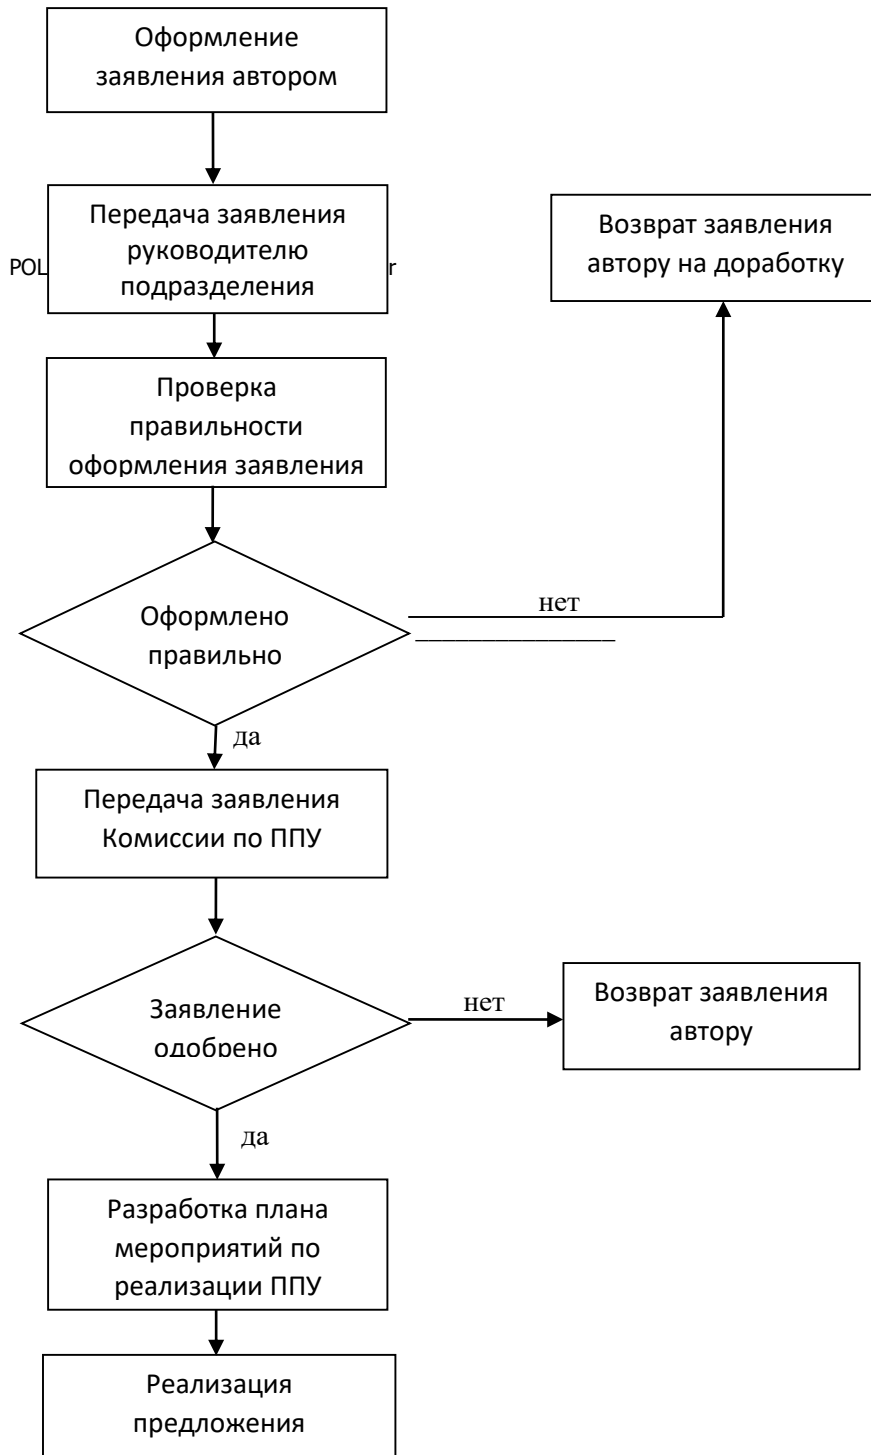 Оформление
заявления автором
Передача заявления
руководителю
подразделения
POL
r
Возврат заявления
автору на доработку
Проверка
правильности
оформления заявления
Оформлено
правильно
нет
_______________
да
Передача заявления
Комиссии по ППУ
Заявление
одобрено
нет
Возврат заявления
автору
да
Разработка плана
мероприятий по
реализации ППУ
Реализация
предложения